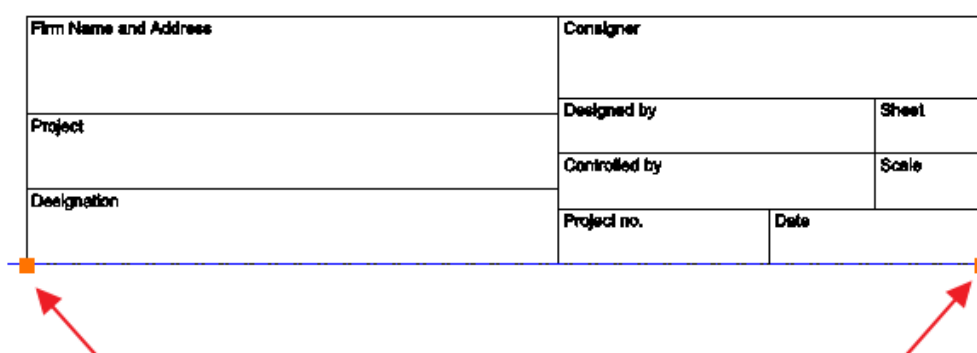 Firm Name and Address
Consigner
Project
Designed by
Sheet
Controlled by
Scale
Designation
Project no.
Date